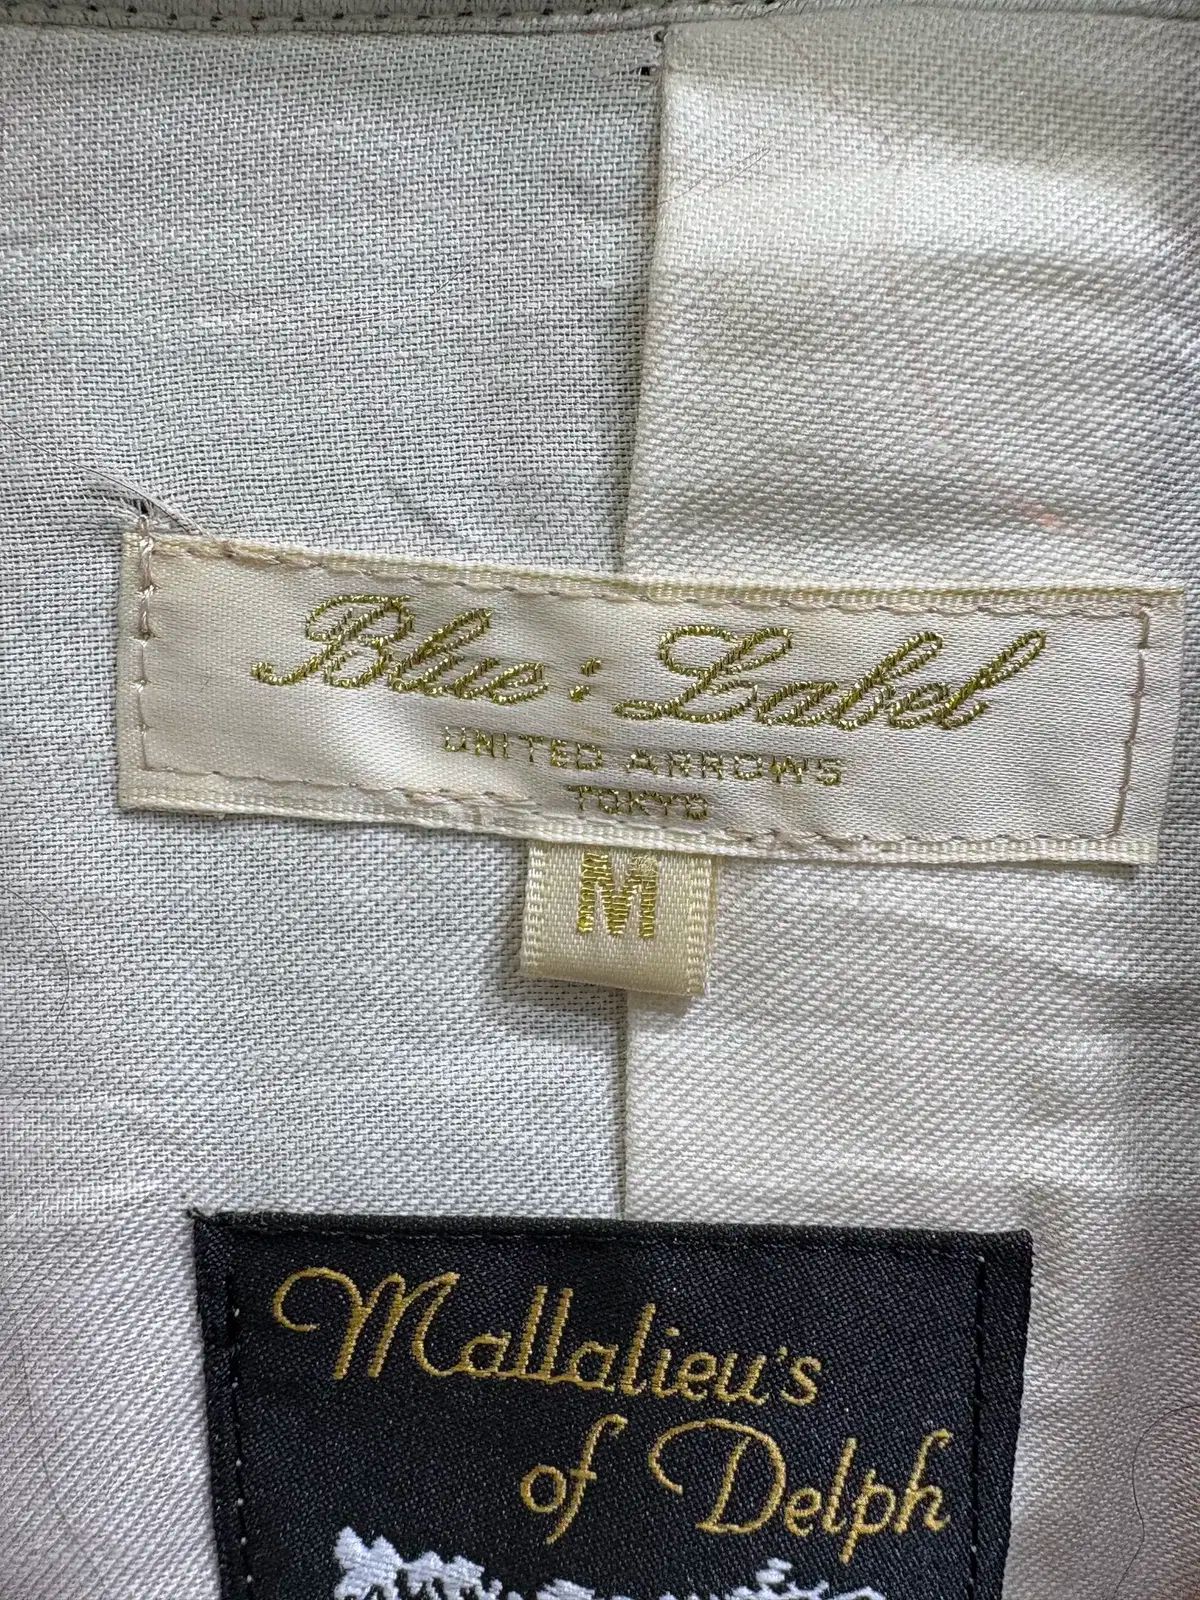 Blue: Label
UNITED ARROWS
TOKYO
M
Mallalieu's
of Delph